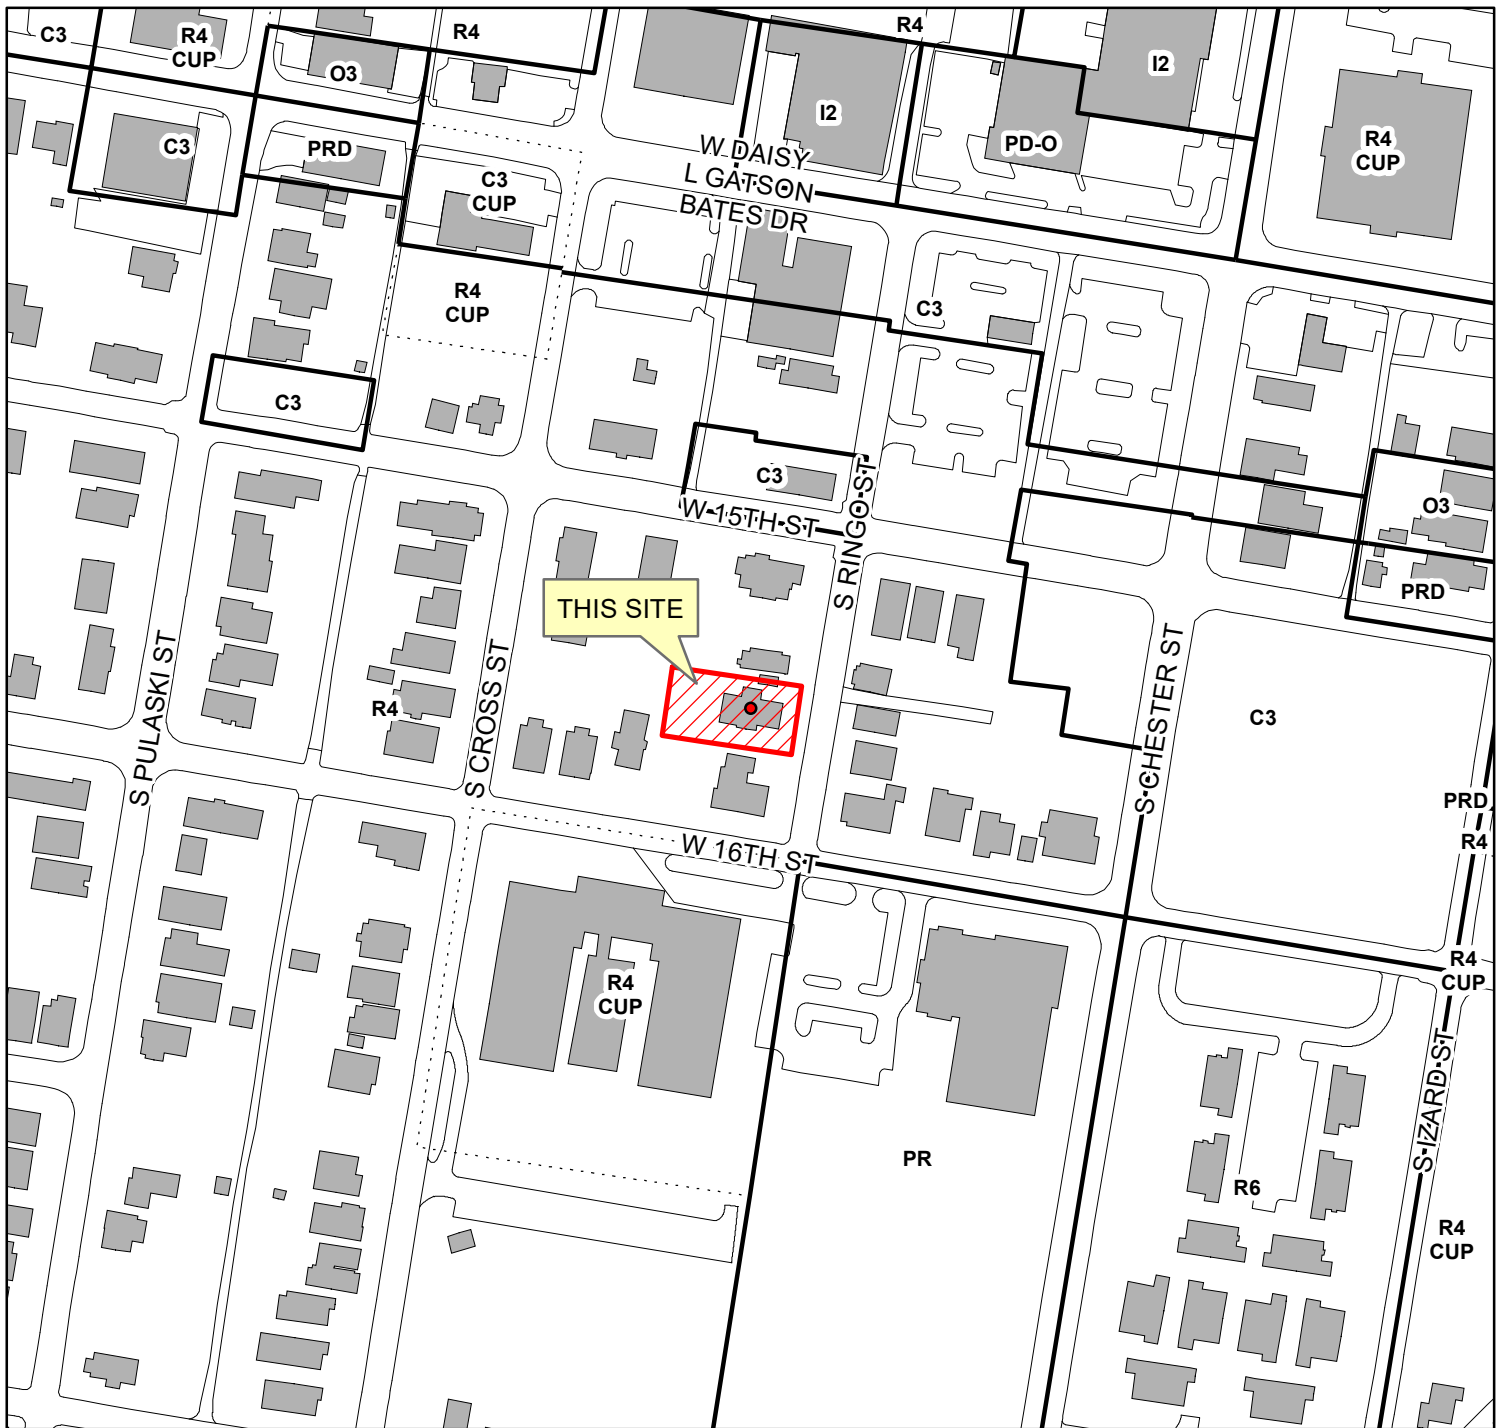 C3
R4
CUP
R4
R4
O3
I2
I2
C3
PRD
PD-O
R4
CUP
W DAISY
L GATSON
BATES DR
C3
CUP
R4
CUP
C3
C3
C3
O3
W 15TH ST
S RINGO ST
PRD
THIS SITE
S PULASKI ST
S CROSS ST
S CHESTER ST
R4
C3
PRD
R4
W 16TH ST
R4
CUP
R4
CUP
S IZARD ST
PR
R6
R4
CUP